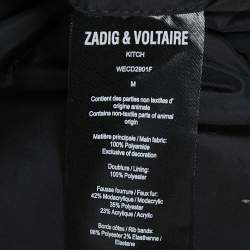 ZADIG & VOLTAIRE
KITCH
WECD2901F
M
Contient des parties non textiles d'
origine animale
Contains non-textile parts of animal
origin
Matière principale / Main fabric:
100% Polyamide
Exclusive of decoration
Doublure / Lining:
100% Polyester
Fausse fourrure / Faux fur:
42% Modacrylique / Modacrylic
35% Polyester
23% Acrylique / Acrylic
Bords côtes / Rib bands:
98% Polyester 2% Elasthanne /
Elastane